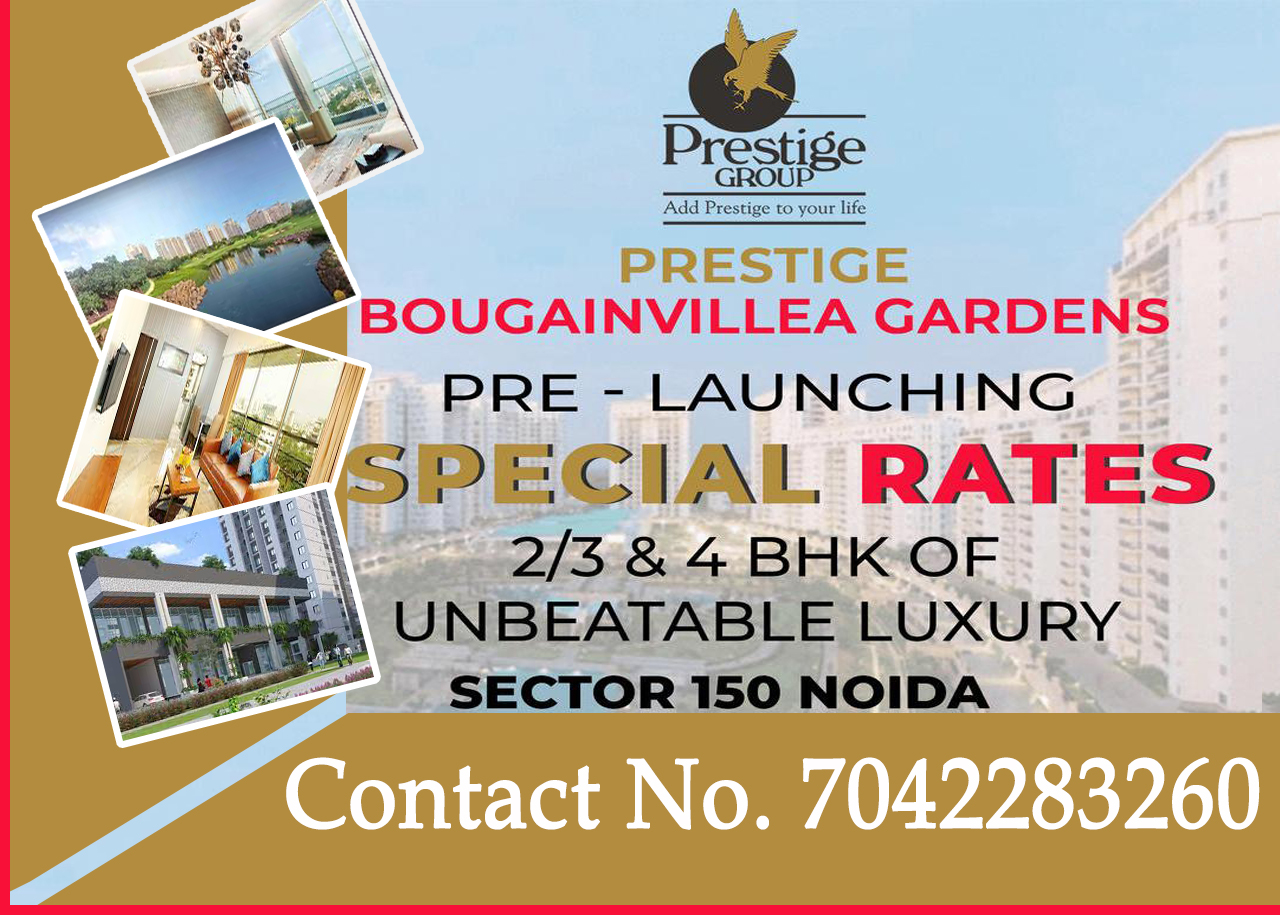 Prestige
GROUP
Add Prestige to your life
PRESTIGE
BOUGAINVILLEA GARDENS
PRE - LAUNCHING
SPECIAL RATES
2/3 & 4 BHK OF
UNBEATABLE LUXURY
SECTOR 150 NOIDA
Contact No. 7042283260